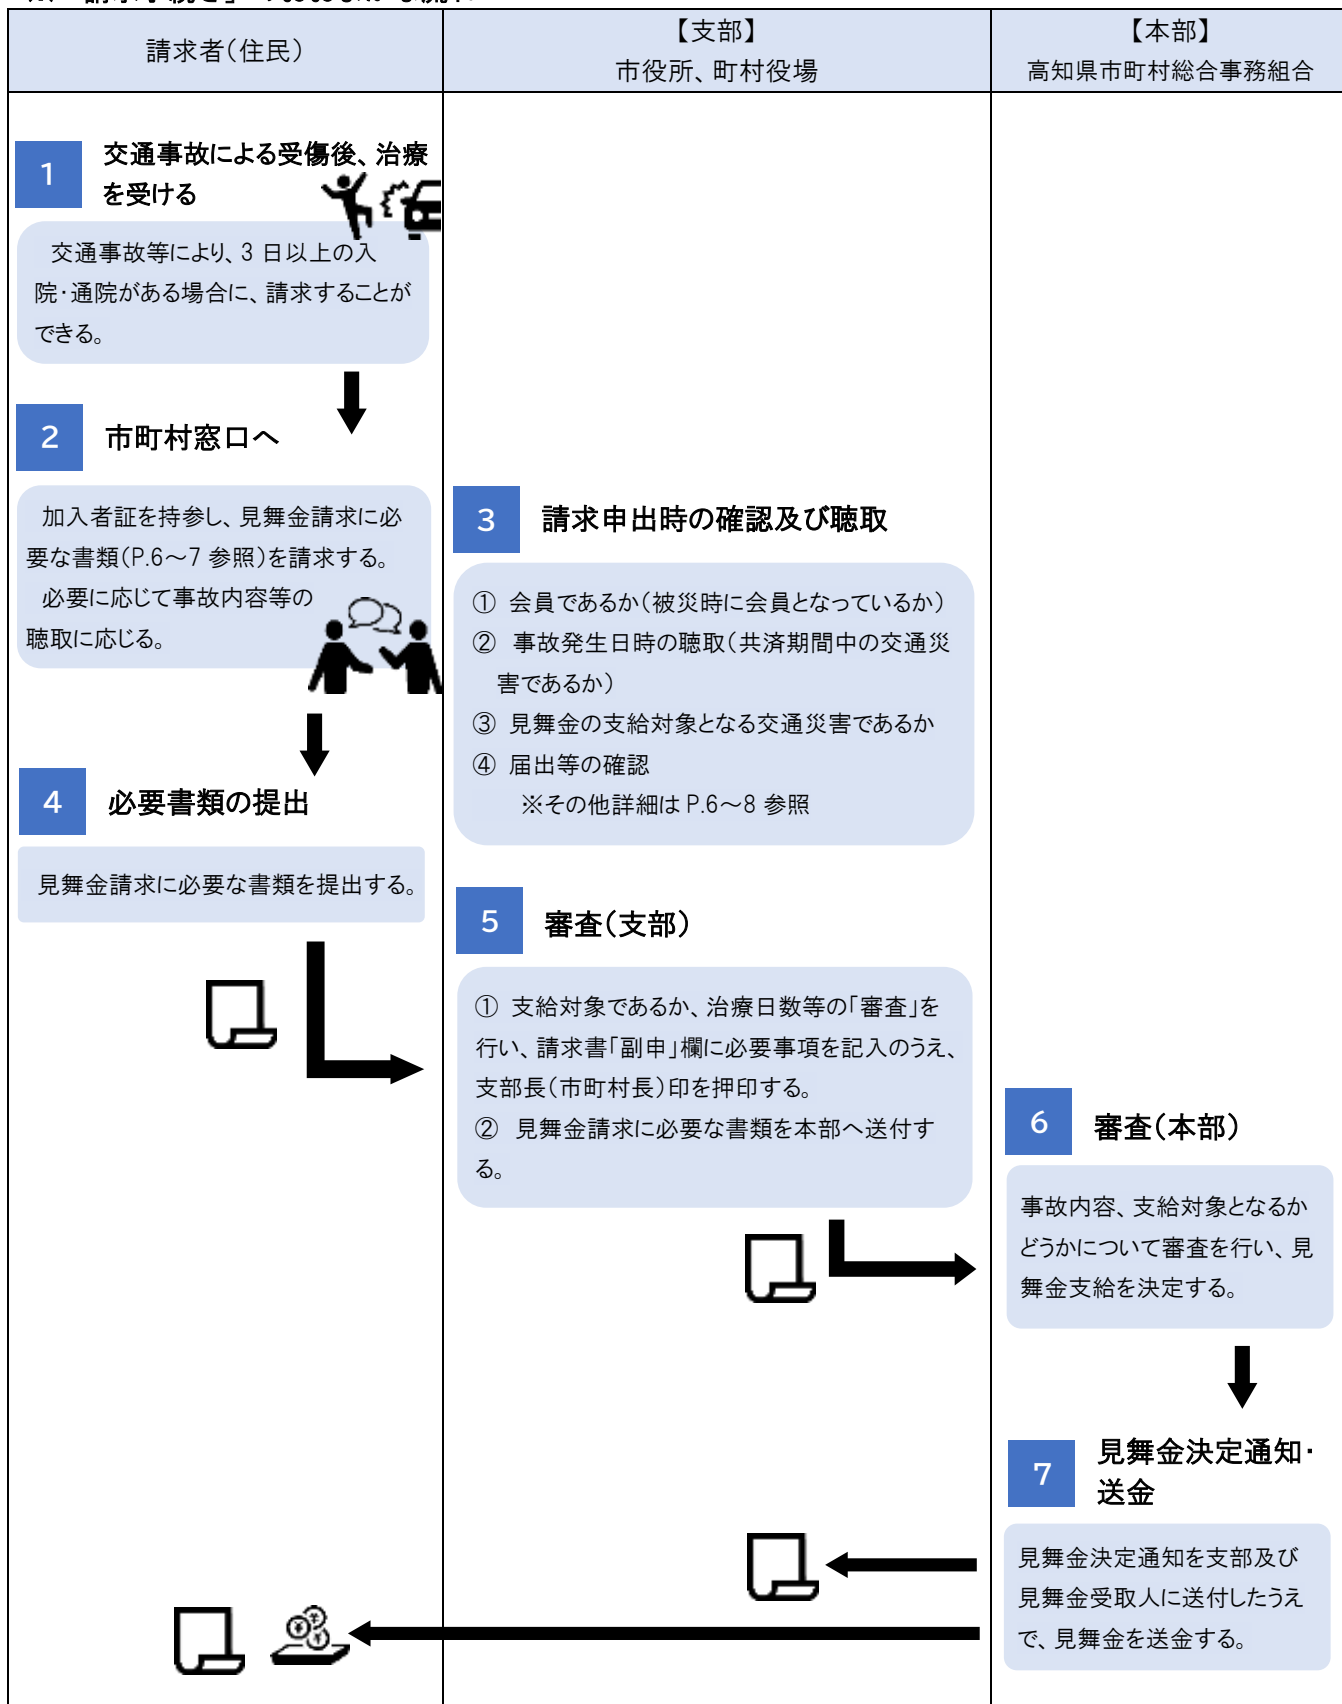 請求者（住民）
【支部】
市役所、町村役場
【本部】
高知県市町村総合事務組合
1
交通事故による受傷後、治療
を受ける
交通事故等により、3 日以上の入
院・通院がある場合に、請求することが
できる。
2
市町村窓口へ
加入者証を持参し、見舞金請求に必
要な書類（P.6～7 参照）を請求する。
必要に応じて事故内容等の
聴取に応じる。
3
請求申出時の確認及び聴取
① 会員であるか（被災時に会員となっているか）
② 事故発生日時の聴取（共済期間中の交通災
害であるか）
③ 見舞金の支給対象となる交通災害であるか
④ 届出等の確認
※その他詳細は P.6～8 参照
4
必要書類の提出
見舞金請求に必要な書類を提出する。
5
審査（支部）
① 支給対象であるか、治療日数等の「審査」を
行い、請求書「副申」欄に必要事項を記入のうえ、
支部長（市町村長）印を押印する。
② 見舞金請求に必要な書類を本部へ送付す
る。
6
審査（本部）
事故内容、支給対象となるか
どうかについて審査を行い、見
舞金支給を決定する。
7
見舞金決定通知・
送金
見舞金決定通知を支部及び
見舞金受取人に送付したうえ
で、見舞金を送金する。